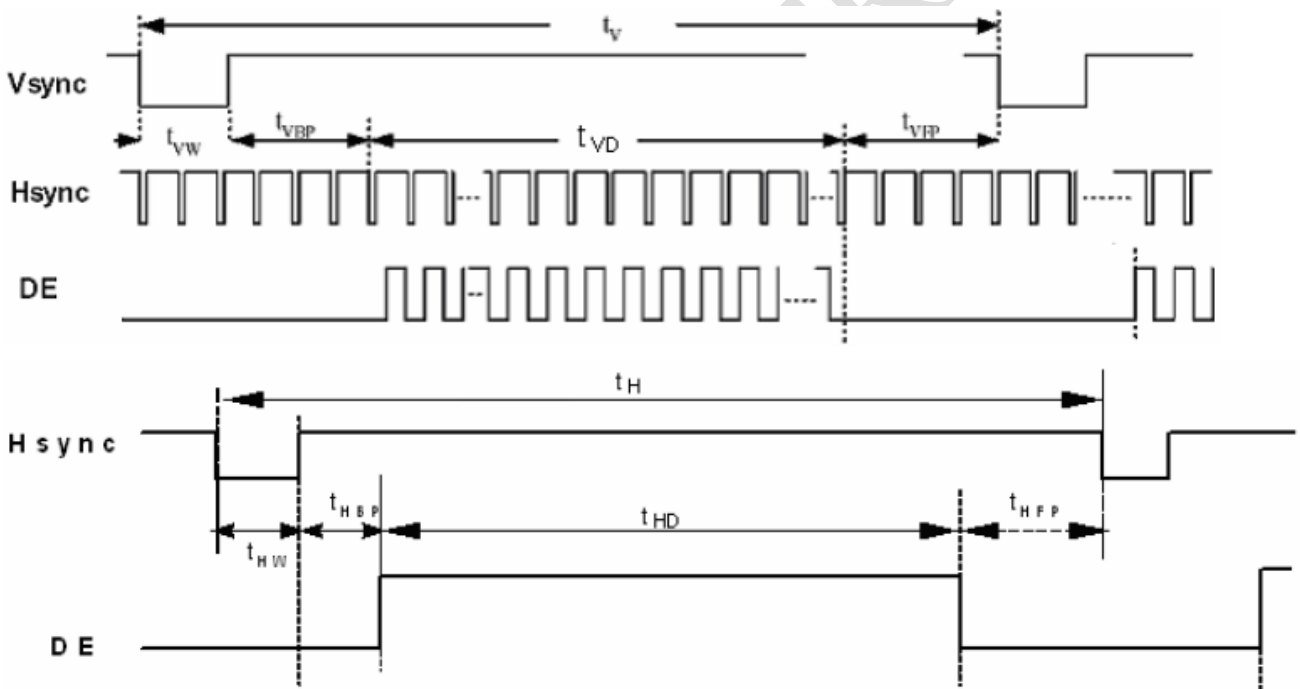 tV
Vsync
tVW
tVBP
tVD
tVFP
Hsync
DE
tH
Hsync
tHBP
tHD
tHFP
tHW
DE